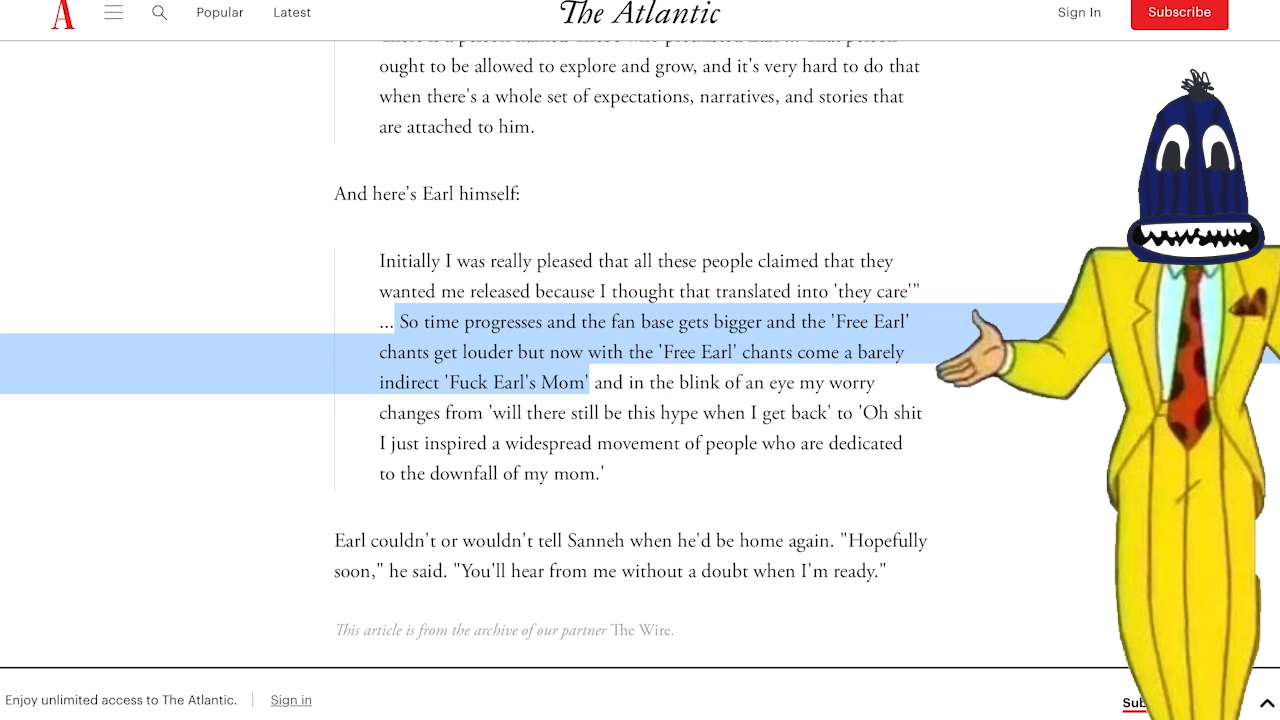 A
Popular
Latest
The Atlantic
Sign In
Subscribe
ought to be allowed to explore and grow, and it's very hard to do that
when there's a whole set of expectations, narratives, and stories that
are attached to him.
And here's Earl himself:
Initially I was really pleased that all these people claimed that they
wanted me released because I thought that translated into 'they care'"
... So time progresses and the fan base gets bigger and the 'Free Earl'
chants get louder but now with the 'Free Earl' chants come a barely
indirect 'Fuck Earl's Mom' and in the blink of an eye my worry
changes from 'will there still be this hype when I get back' to 'Oh shit
I just inspired a widespread movement of people who are dedicated
to the downfall of my mom.'
Earl couldn't or wouldn't tell Sanneh when he'd be home again. "Hopefully
soon," he said. "You'll hear from me without a doubt when I'm ready."
This article is from the archive of our partner The Wire.
Enjoy unlimited access to The Atlantic.
Sign in
Sub